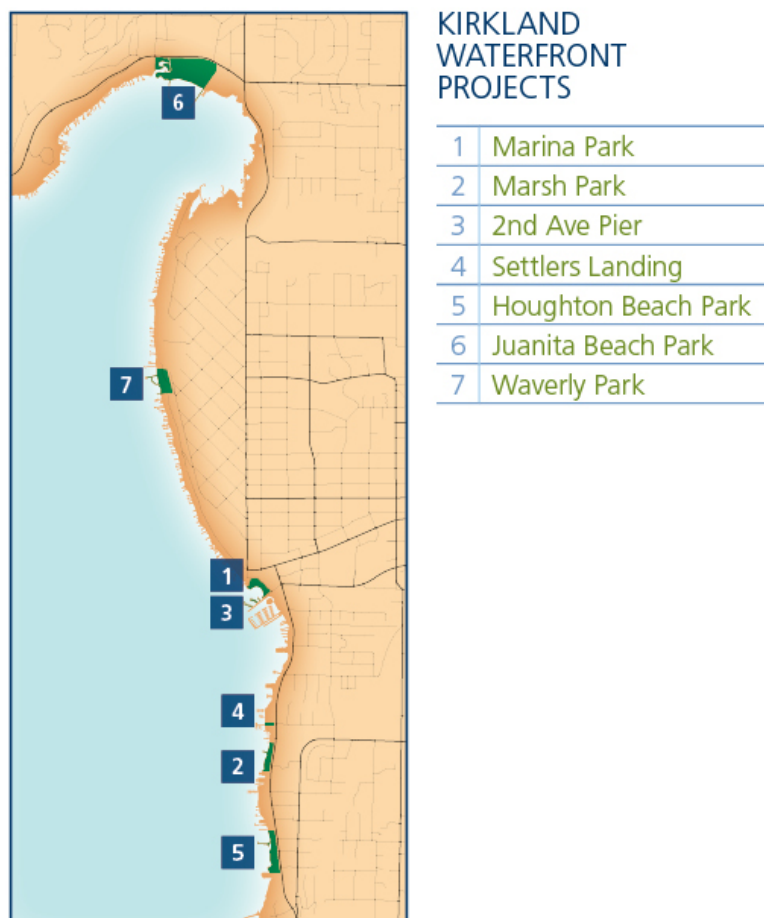 KIRKLAND
WATERFRONT
PROJECTS
1 Marina Park
2 Marsh Park
3 2nd Ave Pier
4 Settlers Landing
5 Houghton Beach Park
6 Juanita Beach Park
7 Waverly Park
6
7
1
3
4
2
5